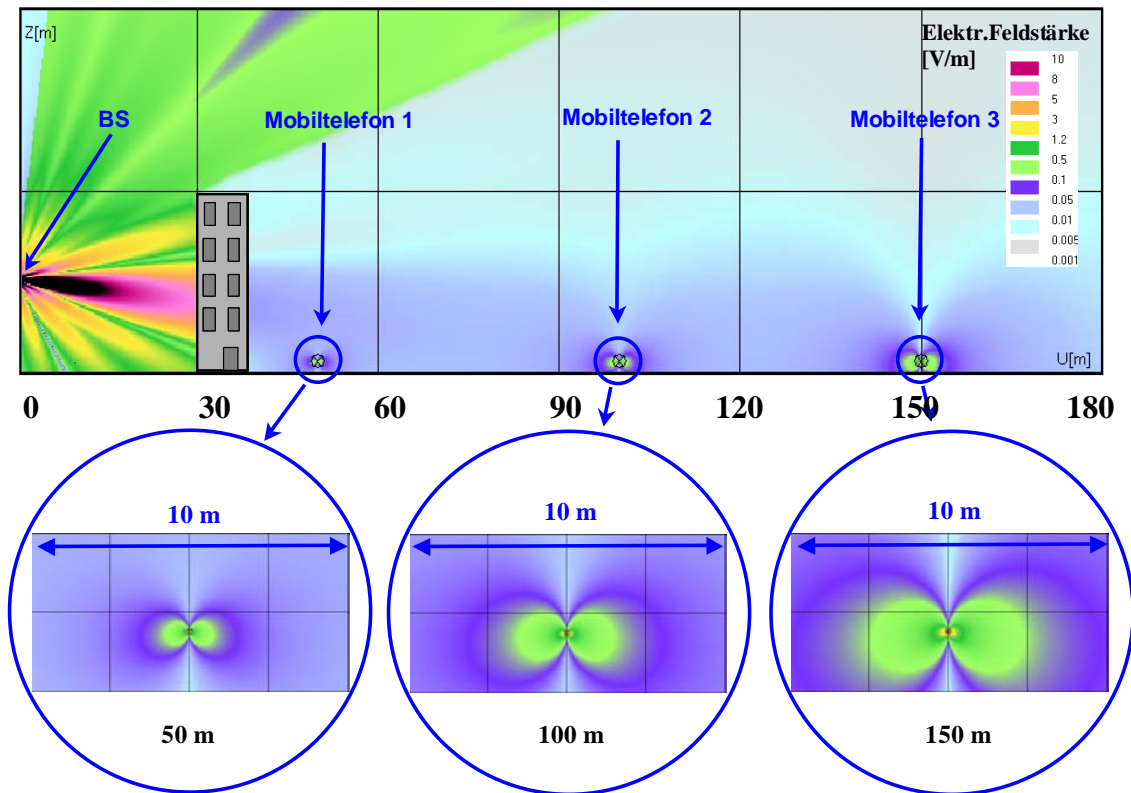 Z[m]
Elektr.Feldstärke
[V/m]
10
8
5
3
1.2
0.5
0.1
0.05
0.01
0.005
0.001
BS
Mobiltelefon 1
Mobiltelefon 2
Mobiltelefon 3
U[m]
0 30 60 90 120 150 180
10 m 10 m 10 m
50 m 100 m 150 m